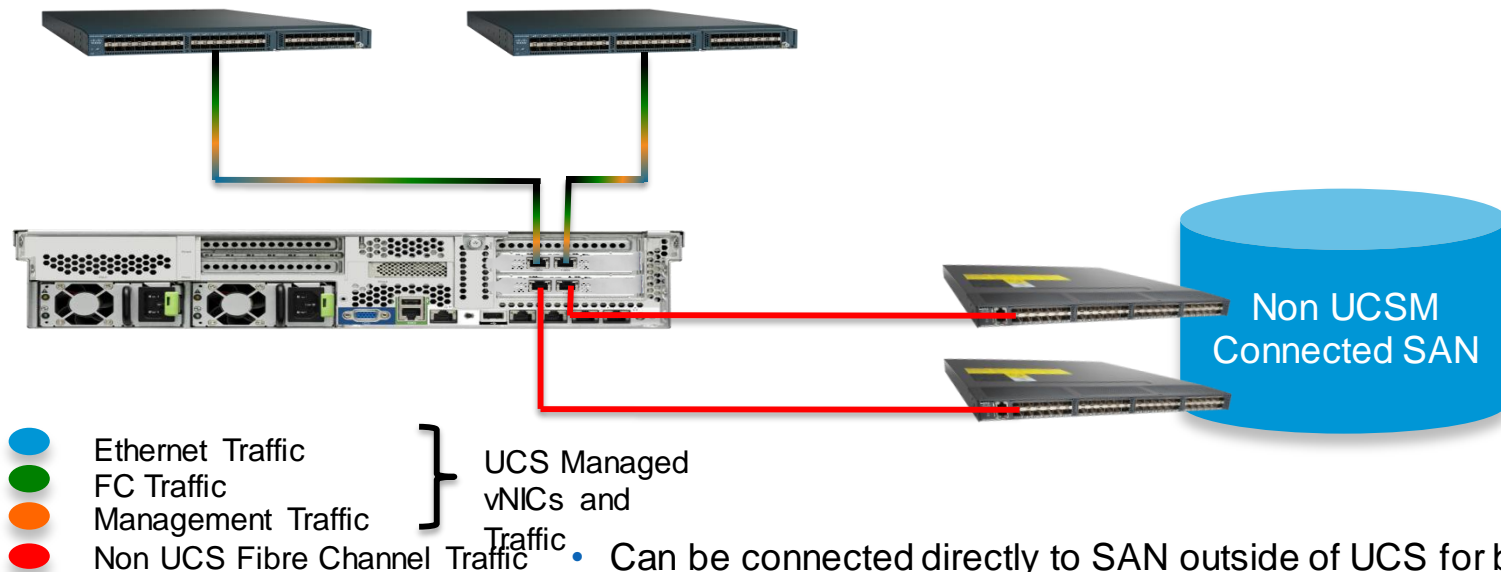 Non UCSM
Connected SAN
Ethernet Traffic
FC Traffic
Management Traffic
Non UCS Fibre Channel Traffic
UCS Managed
vNICs and
Traffic
• Can be connected directly to SAN outside of UCS for b